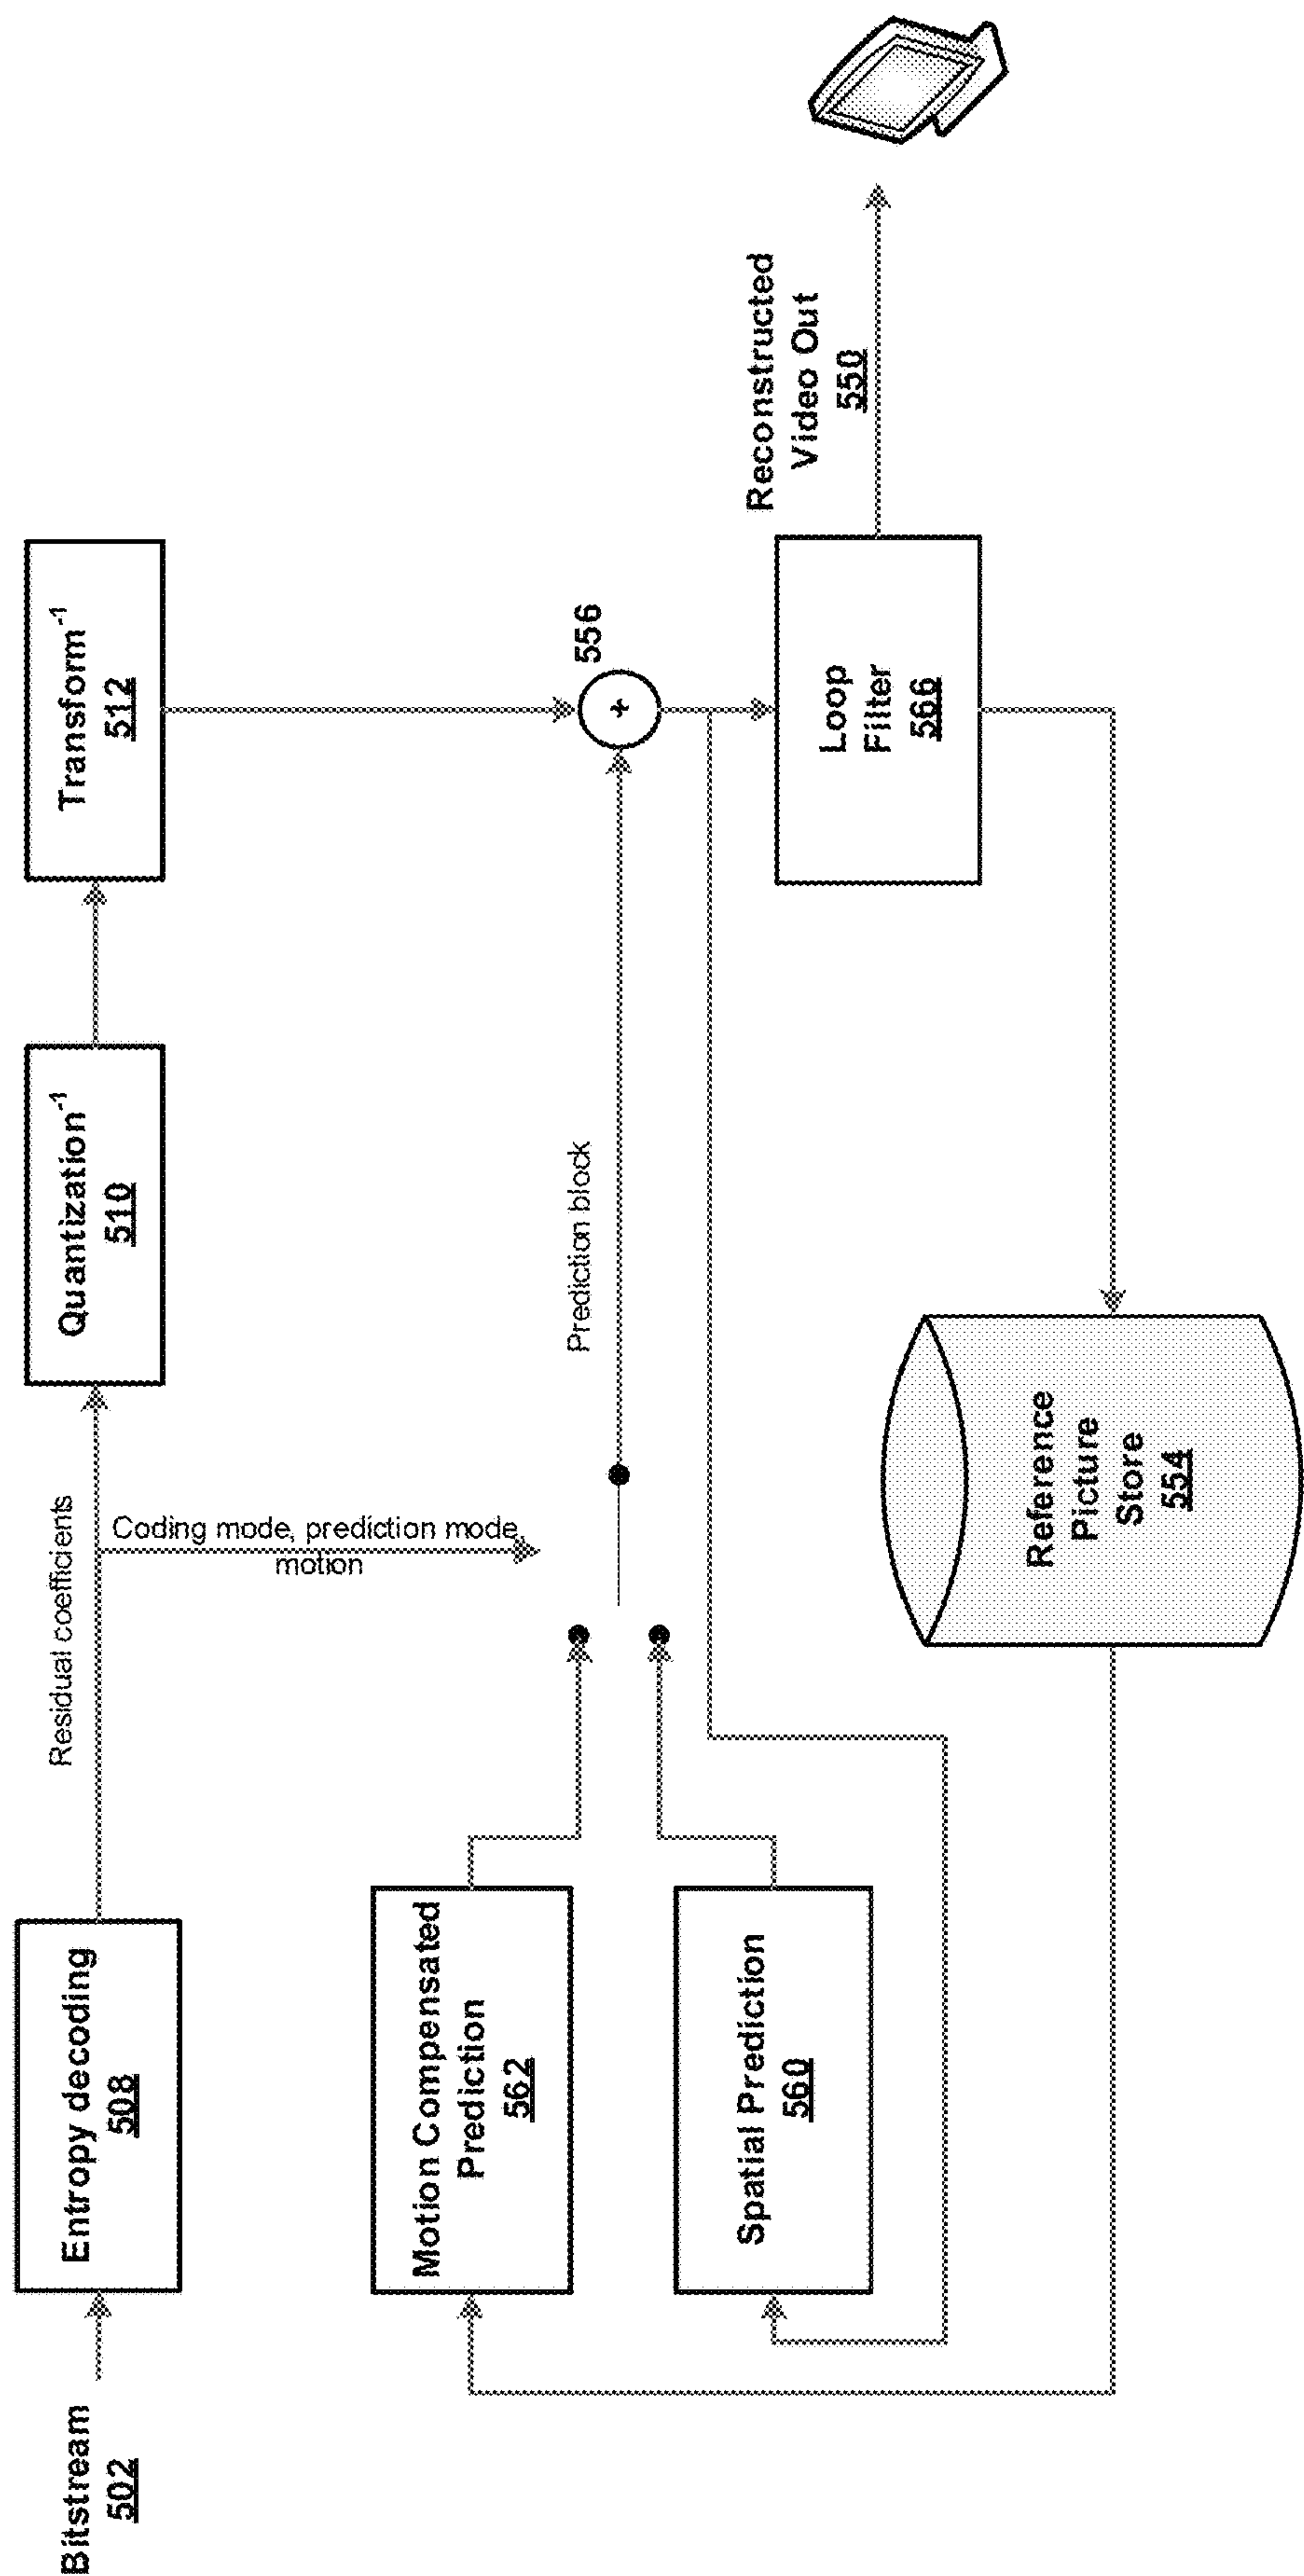 Bitstream
502
Entropy decoding
508
Residual coefficients
Quantization-1
510
Transform-1
512
Coding mode, prediction mode,
motion
Motion Compensated
Prediction
562
Spatial Prediction
560
Prediction block
556
+
Loop
Filter
566
Reconstructed
Video Out
550
Reference
Picture
Store
554